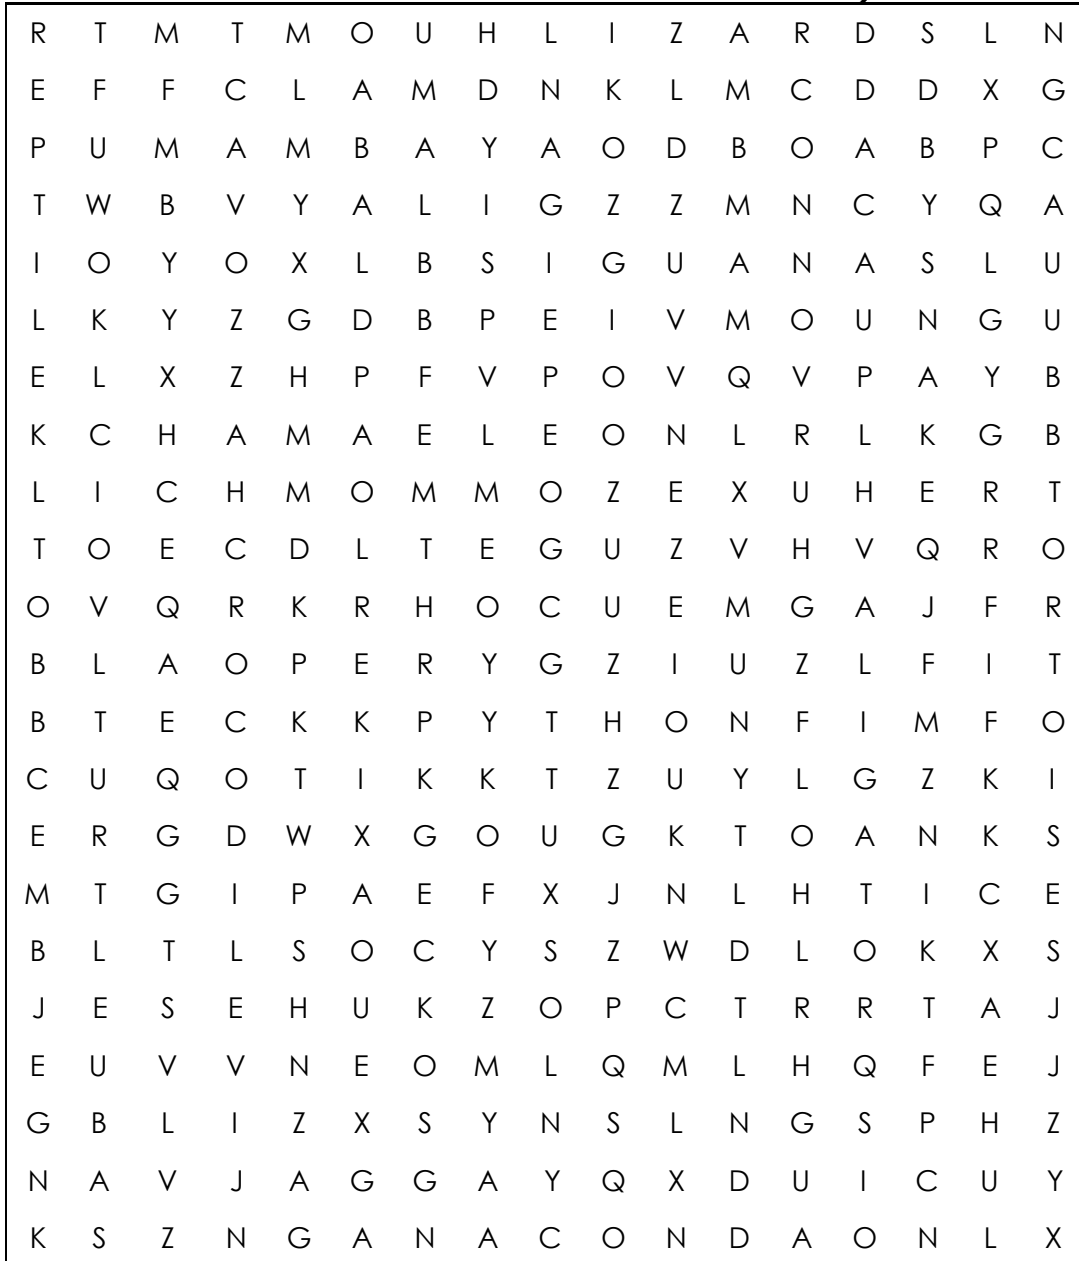 R T M T M O U H L I Z A R D S L N
E F F C L A M D N K L M C D D X G
P U M A M B A Y A O D B O A B P C
T W B V Y A L I G Z Z M N C Y Q A
I O Y O X L B S I G U A N A S L U
L K Y Z G D B P E I V M O U N G U
E L X Z H P F V P O V Q V P A Y B
K C H A M A E L E O N L R L K G B
L I C H M O M M O Z E X U H E R T
T O E C D L T E G U Z V H V Q R O
O V Q R K R H O C U E M G A J F R
B L A O P E R Y G Z I U Z L F I T
B T E C K K P Y T H O N F I M F O
C U Q O T I K K T Z U Y L G Z K I
E R G D W X G O U G K T O A N K S
M T G I P A E F X J N L H T I C E
B L T L S O C Y S Z W D L O K X S
J E S E H U K Z O P C T R R T A J
E U V V N E O M L Q M L H Q F E J
G B L I Z X S Y N S L N G S P H Z
N A V J A G G A Y Q X D U I C U Y
K S Z N G A N A C O N D A O N L X